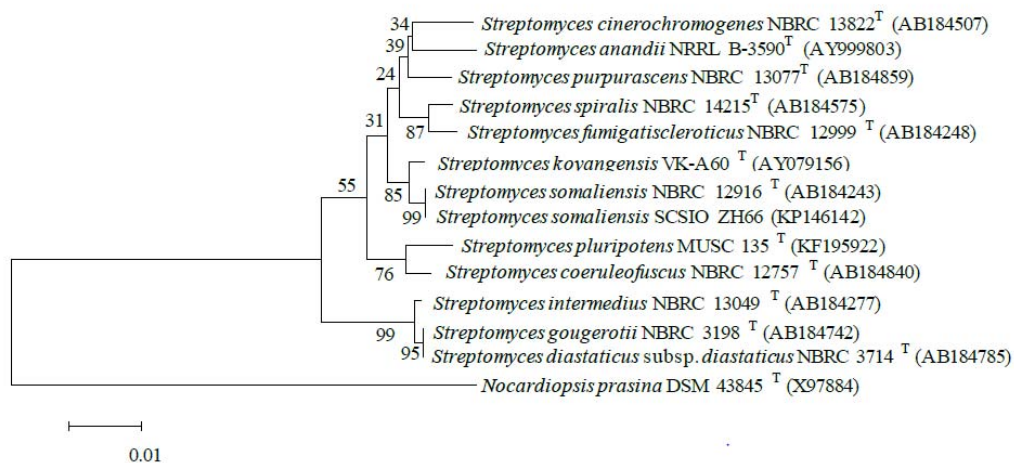 34 Streptomyces cinerochromogenes NBRC 13822 T (AB184507)
39 Streptomyces anandii NRRL B-3590 T (AY999803)
24 Streptomyces purpurascens NBRC 13077 T (AB184859)
Streptomyces spiralis NBRC 14215 T (AB184575)
31 87 Streptomyces fumigatiscleroticus NBRC 12999 T (AB184248)
Streptomyces koyangensis VK-A60 T (AY079156)
55 85 Streptomyces somaliensis NBRC 12916 T (AB184243)
99 Streptomyces somaliensis SCSIO ZH66 (KP146142)
Streptomyces pluripotens MUSC 135 T (KF195922)
76 Streptomyces coeruleofuscus NBRC 12757 T (AB184840)
Streptomyces intermedius NBRC 13049 T (AB184277)
99 Streptomyces gougerotii NBRC 3198 T (AB184742)
95 Streptomyces diastaticus subsp. diastaticus NBRC 3714 T (AB184785)
Nocardiopsis prasina DSM 43845 T (X97884)
0.01